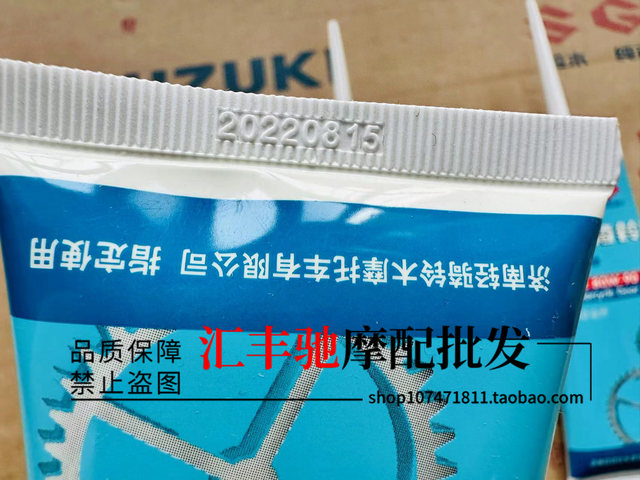 UZUKI
20220815
济南轻骑铃木摩托车有限公司 指定使用
品质保障
禁止盗图
汇丰驰摩配批发
shop107471811.taobao.com